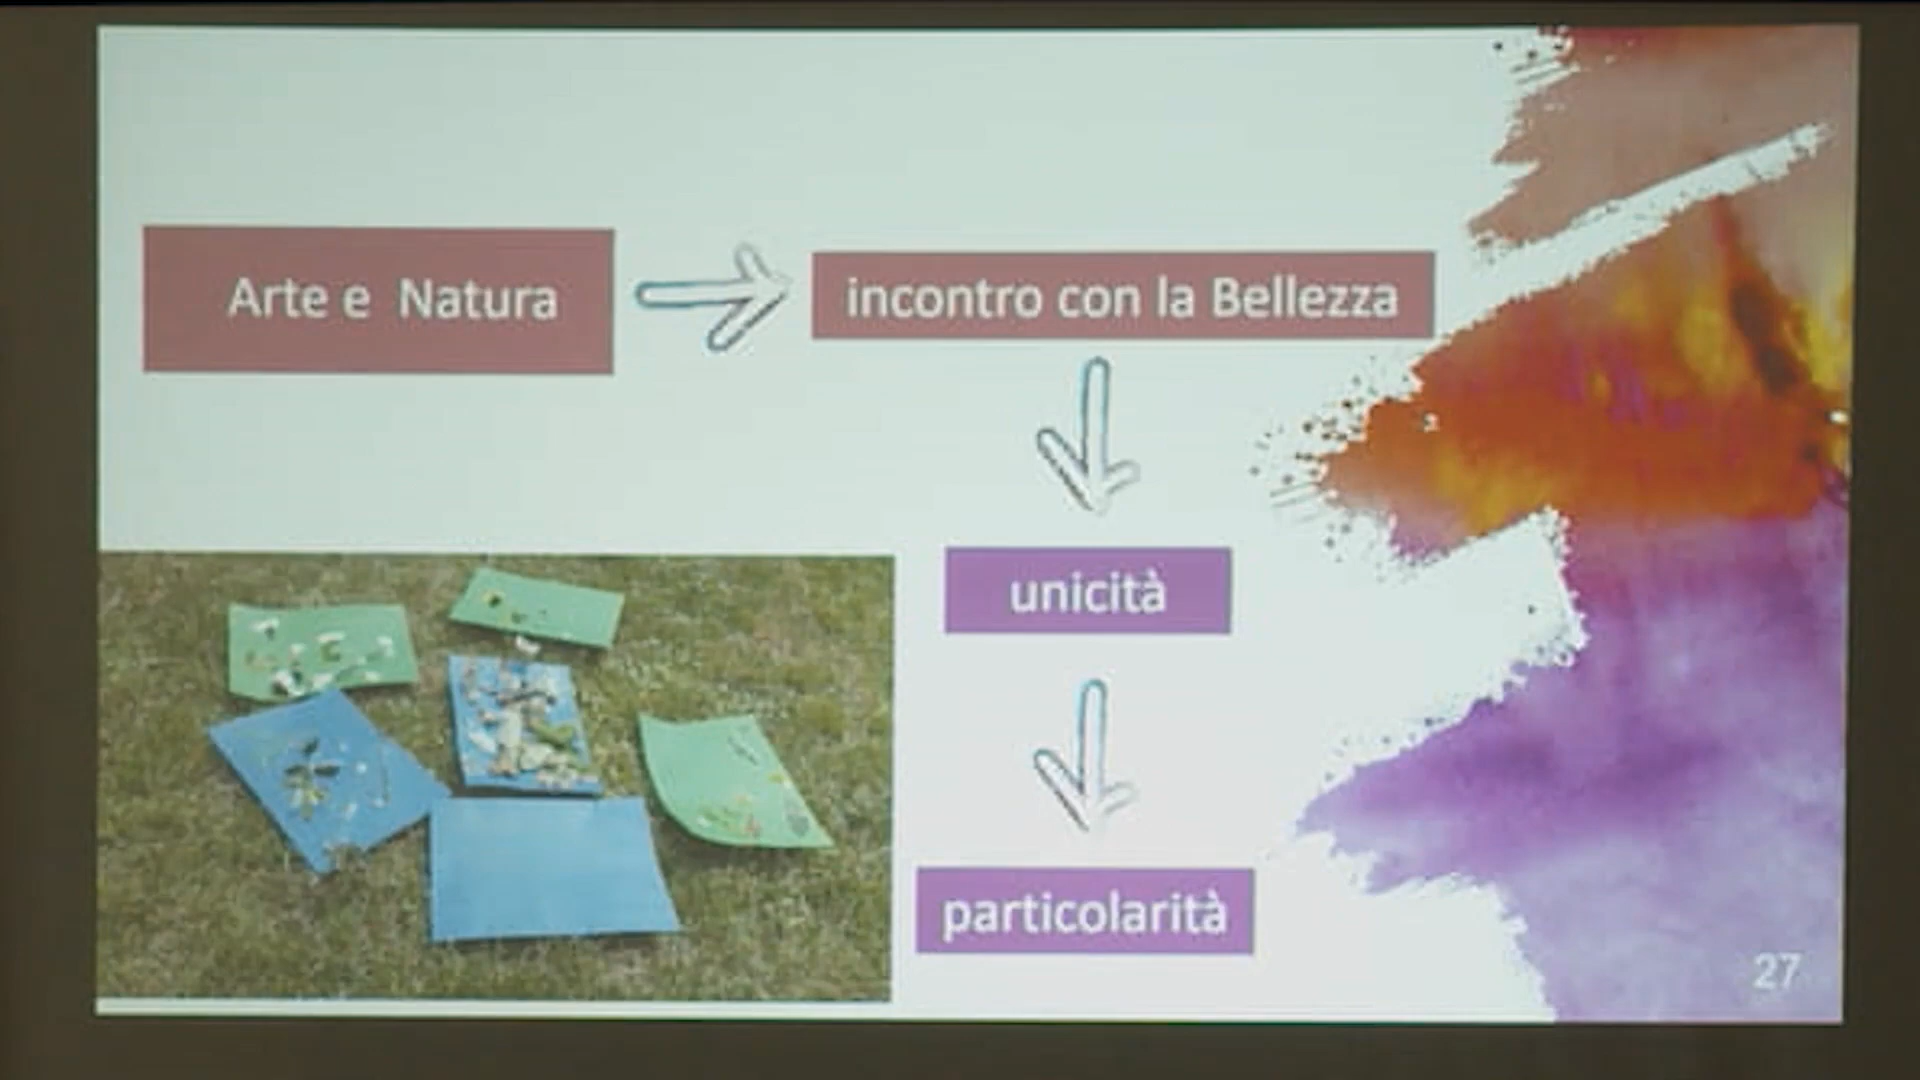 Arte e Natura
incontro con la Bellezza
unicità
particolarità
27